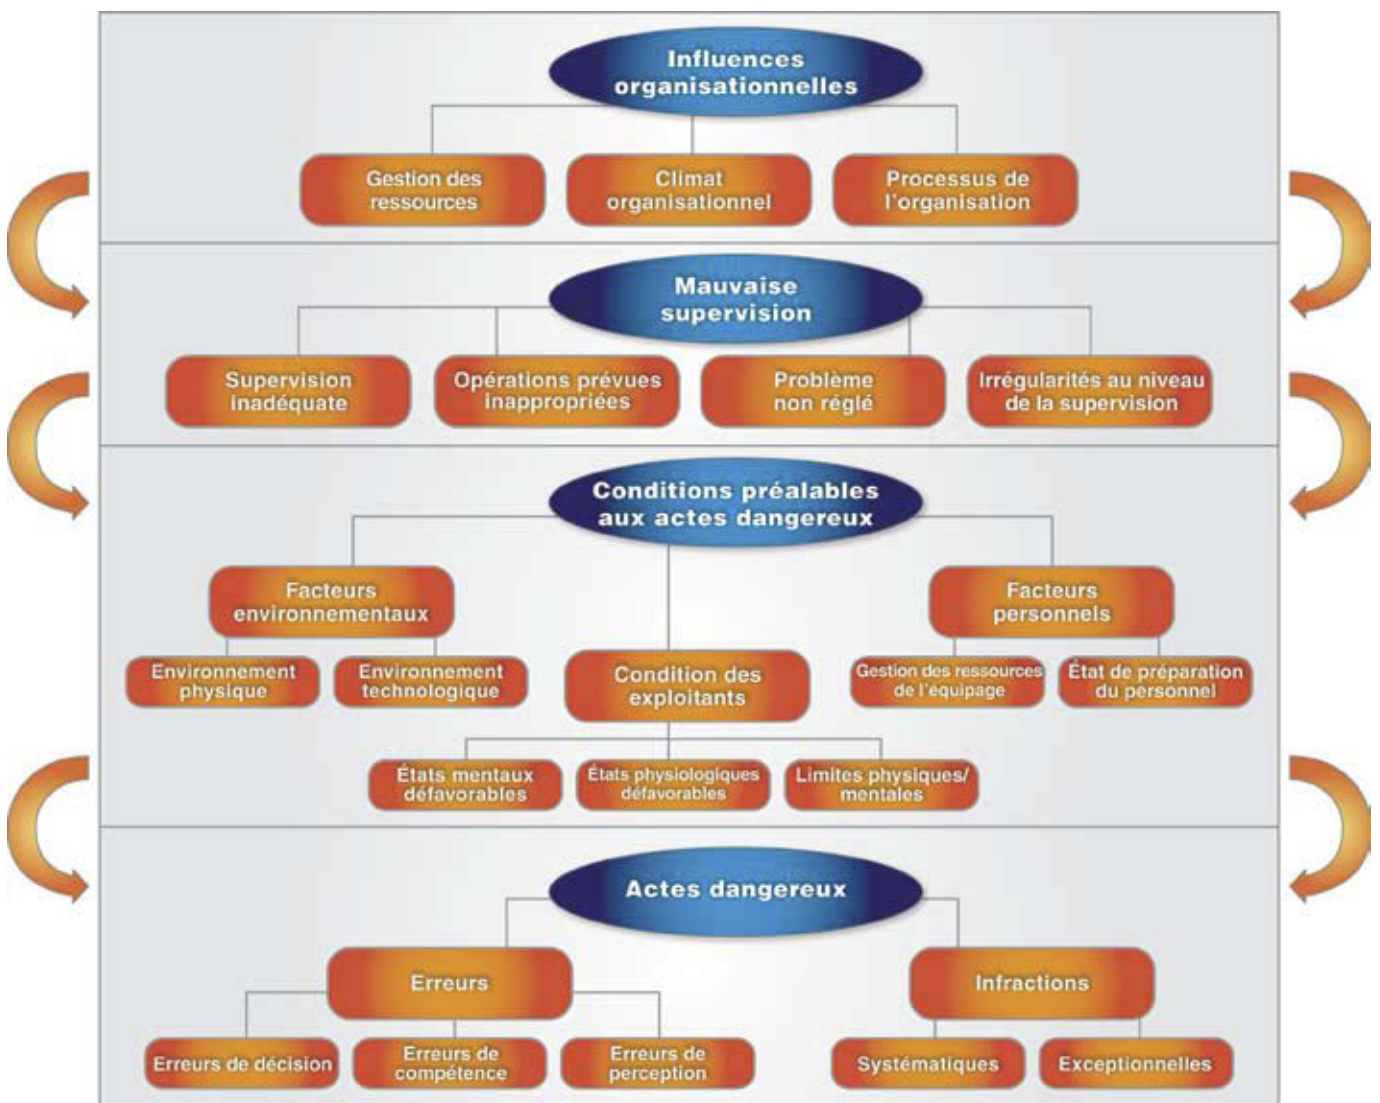 Influences
organisationnelles
Gestion des
ressources
Climat
organisationnel
Processus de
l'organisation
Mauvaise
supervision
Supervision
inadéquate
Opérations prévues
inappropriées
Problème
non réglé
Irrégularités au niveau
de la supervision
Conditions préalables
aux actes dangereux
Facteurs
environnementaux
Facteurs
personnels
Environnement
physique
Environnement
technologique
Condition des
exploitants
Gestion des ressources
de l'équipage
État de préparation
du personnel
États mentaux
défavorables
États physiologiques
défavorables
Limites physiques/
mentales
Actes dangereux
Erreurs
Infractions
Erreurs de décision
Erreurs de
compétence
Erreurs de
perception
Systématiques
Exceptionnelles